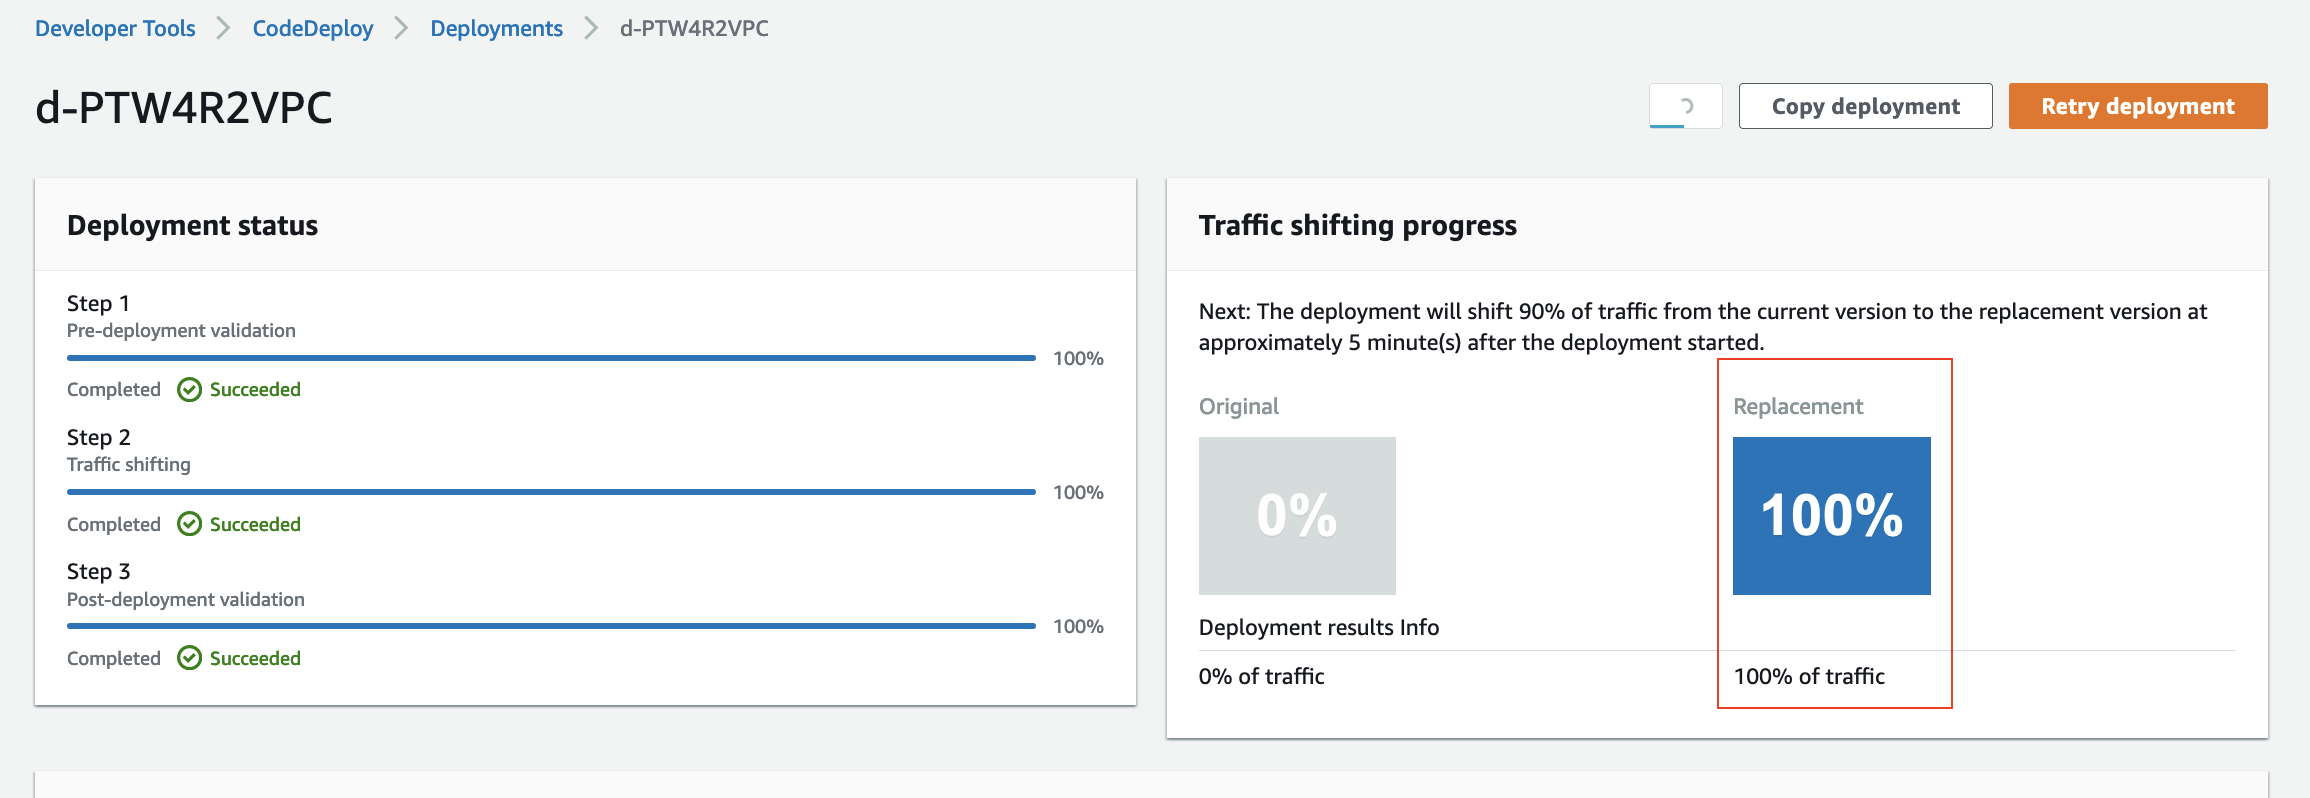 Developer Tools > CodeDeploy > Deployments > d-PTW4R2VPC
d-PTW4R2VPC
Copy deployment
Retry deployment
Deployment status
Step 1
Pre-deployment validation
100%
Completed Succeeded
Step 2
Traffic shifting
100%
Completed Succeeded
Step 3
Post-deployment validation
100%
Completed Succeeded
Traffic shifting progress
Next: The deployment will shift 90% of traffic from the current version to the replacement version at
approximately 5 minute(s) after the deployment started.
Original
Replacement
0%
100%
Deployment results Info
0% of traffic
100% of traffic